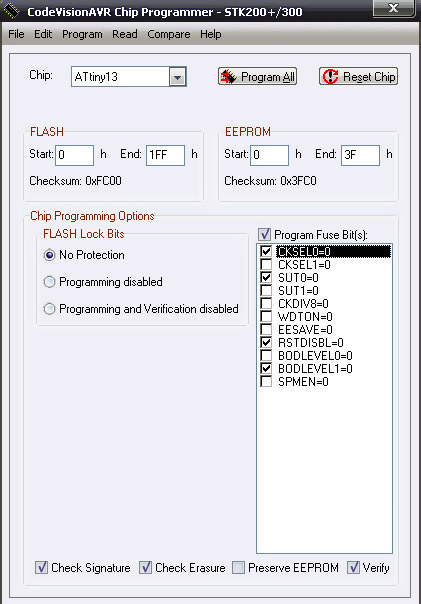 CodeVisionAVR Chip Programmer - STK200+/300
File Edit Program Read Compare Help
Chip: ATtiny13 Program All Reset Chip
FLASH
Start: 0 h End: 1FF h
Checksum: 0xFC00
EEPROM
Start: 0 h End: 3F h
Checksum: 0x3FC0
Chip Programming Options
FLASH Lock Bits
No Protection
Programming disabled
Programming and Verification disabled
Program Fuse Bit(s):
CKSEL0=0
CKSEL1=0
SUT0=0
SUT1=0
CKDIV8=0
WDTON=0
EESAVE=0
RSTDISBL=0
BODLEVEL0=0
BODLEVEL1=0
SPMEN=0
Check Signature Check Erasure Preserve EEPROM Verify